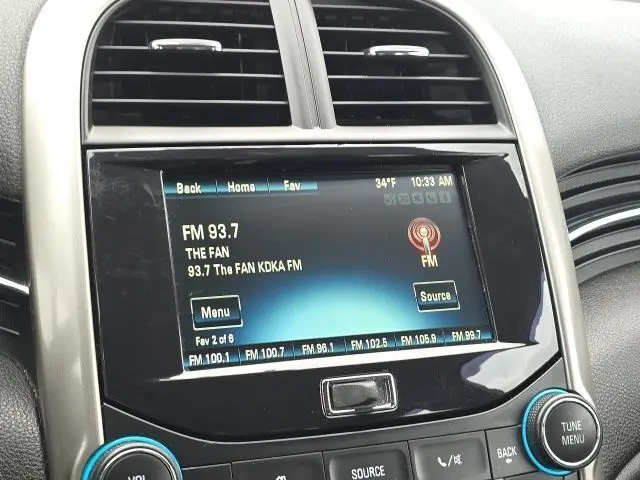 Back Home Fav 34°F 10:33 AM
FM 93.7
THE FAN
93.7 The FAN KDKA FM
FM
Menu
Source
Fav 2 of 6
FM 100.1 FM 100.7 FM 96.1 FM 102.5 FM 105.9 FM 99.7
TUNE
MENU
BACK
SOURCE
VOL